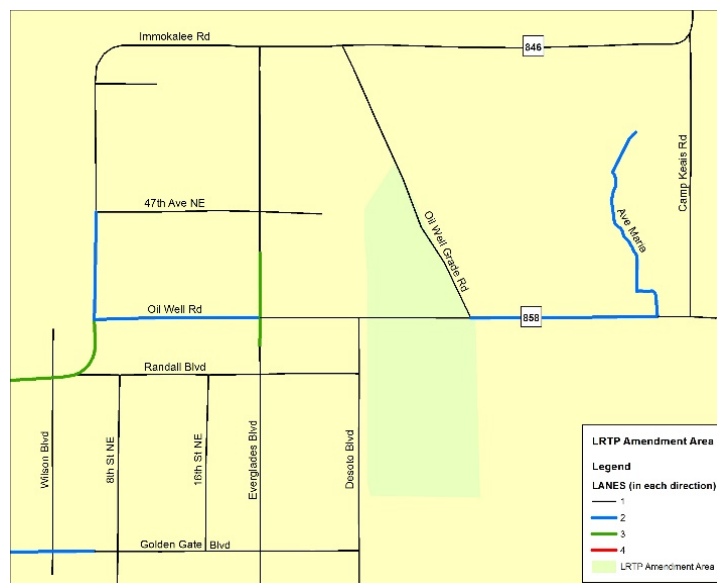 Immokalee Rd
846
Camp Keais Rd
47th Ave NE
Oil Well Grade Rd
Ave Maria
Oil Well Rd
858
Randall Blvd
Wilson Blvd
8th St NE
16th St NE
Everglades Blvd
Desoto Blvd
Golden Gate Blvd
LRTP Amendment Area
Legend
LANES (in each direction)
1
2
3
4
LRTP Amendment Area